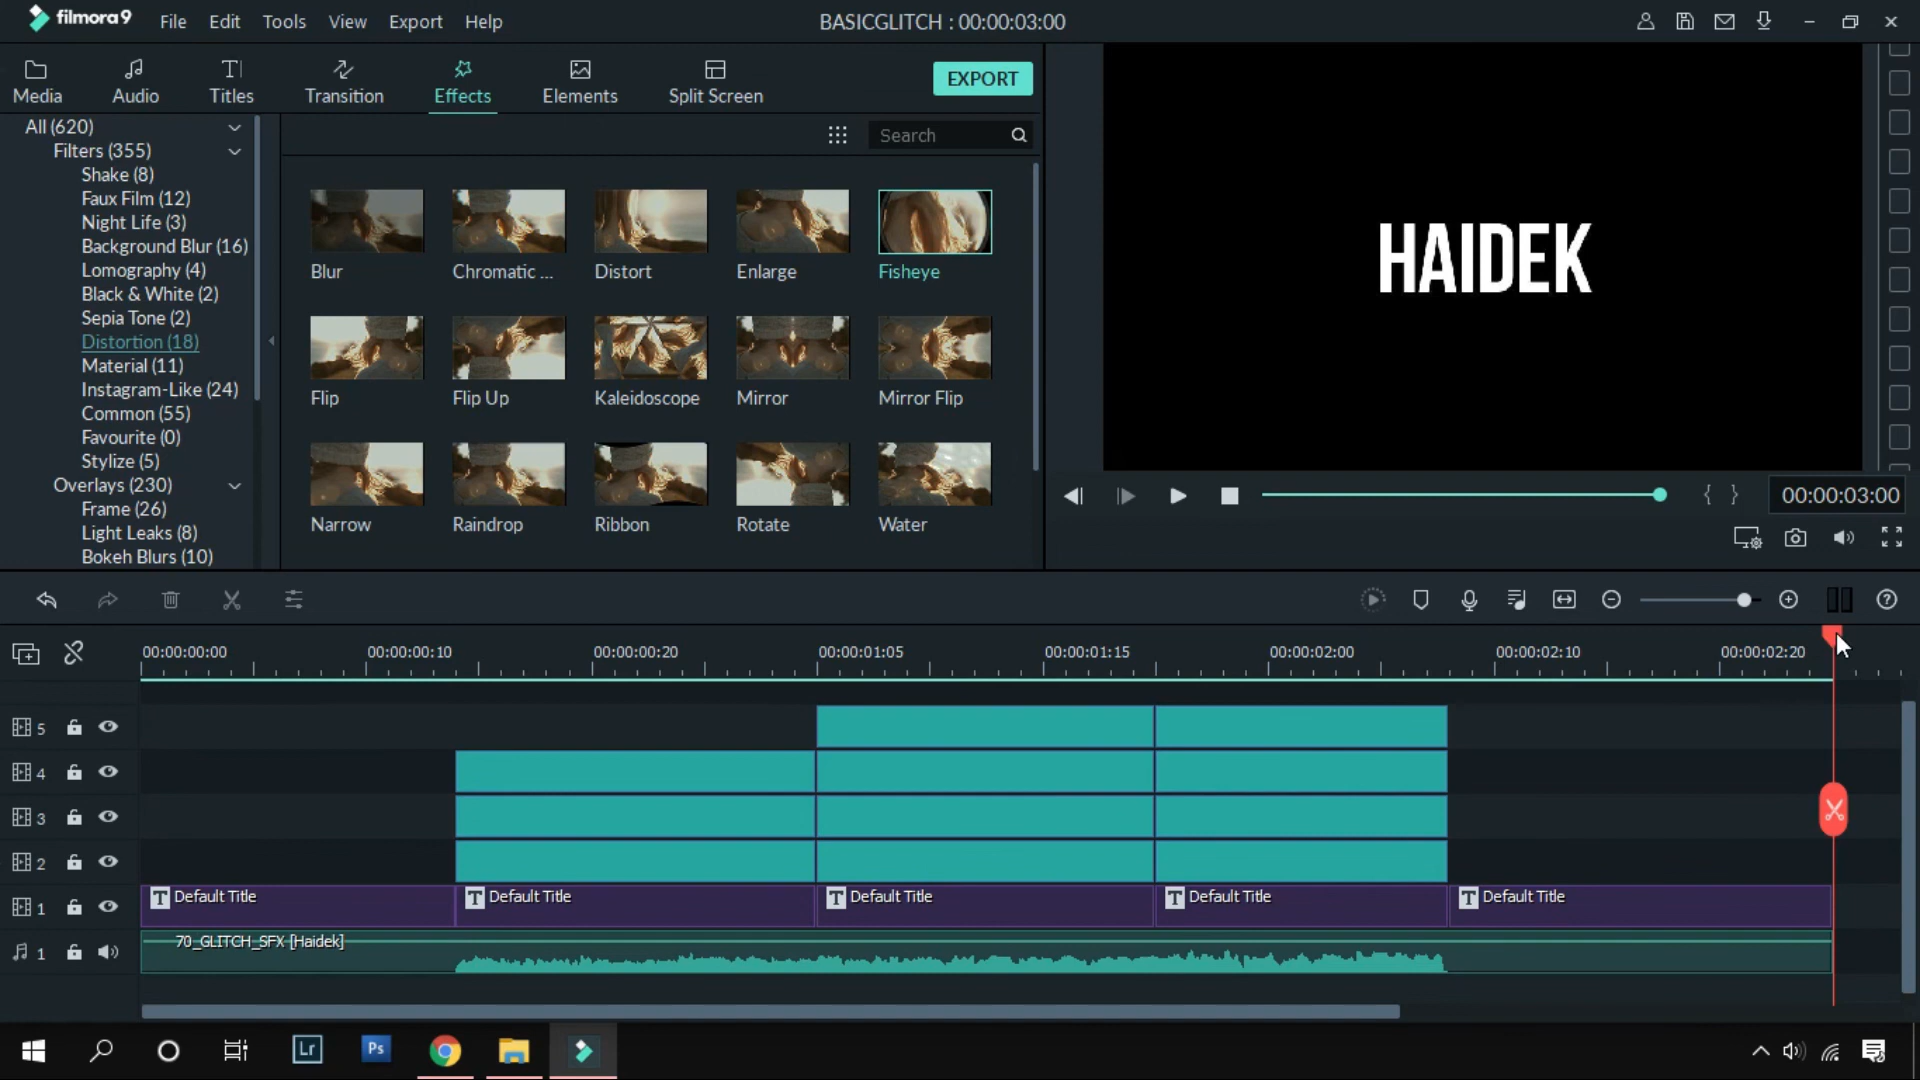 filmora9 File Edit Tools View Export Help BASICGLITCH : 00:00:03:00
Media Audio Titles Transition Effects Elements Split Screen EXPORT
All (620)
Filters (355)
Shake (8)
Faux Film (12)
Night Life (3)
Background Blur (16)
Lomography (4)
Black & White (2)
Sepia Tone (2)
Distortion (18)
Material (11)
Instagram-Like (24)
Common (55)
Favourite (0)
Stylize (5)
Overlays (230)
Frame (26)
Light Leaks (8)
Bokeh Blurs (10)
Search
Blur Chromatic ... Distort Enlarge Fisheye
Flip Flip Up Kaleidoscope Mirror Mirror Flip
Narrow Raindrop Ribbon Rotate Water
HAIDEK
{ } 00:00:03:00
00:00:00:00 00:00:00:10 00:00:00:20 00:00:01:05 00:00:01:15 00:00:02:00 00:00:02:10 00:00:02:20
5
4
3
2
1 T Default Title T Default Title T Default Title T Default Title T Default Title
1 70_GLITCH_SFX [Haidek]
Lr Ps